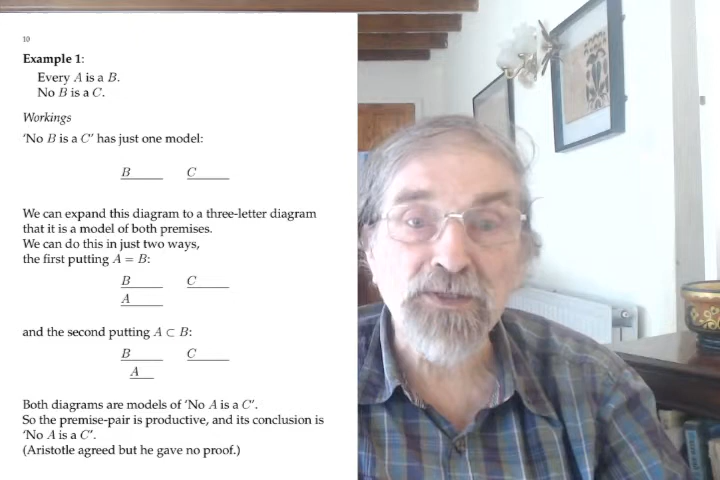 10
Example 1:
Every A is a B.
No B is a C.
Workings
'No B is a C' has just one model:
B C
We can expand this diagram to a three-letter diagram
that it is a model of both premises.
We can do this in just two ways,
the first putting A = B:
B C
A
and the second putting A ⊂ B:
B C
A
Both diagrams are models of 'No A is a C'.
So the premise-pair is productive, and its conclusion is
'No A is a C'.
(Aristotle agreed but he gave no proof.)